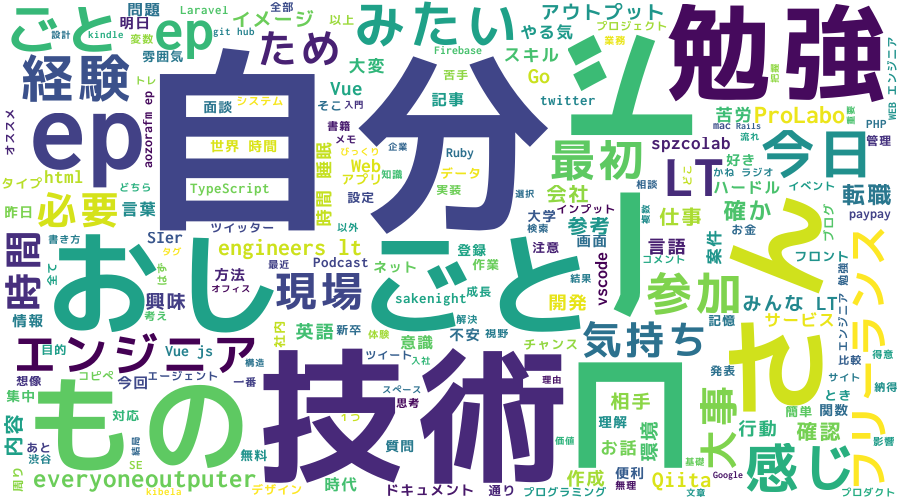 ごと
ep
Laravel
全部
問題
明日
イメージ
変数
git hub
以上
設計
kindle
雰囲気
ため
みたい
アウトプット
やる気
プロジェクト
業務
Firebase
スキル
勉強
WEB エンジニア
経験
大変
苦手
Go
Vue
記事
twitter
エ
苦労
ProLabo
重要
PHP
オススメ
ep
aozorafm ep
自分
面談
システム
そこ
入門
書籍
メモ
世界 時間
びっくり
企業
Ruby
睡眠
Web
知識
データ
アプリ
TypeScript
設定
実装
選択
最初
spzcolab
mac
Rails
流れ
管理
今日
LT
好き
かね ラジオ
タイプ
html
どちら
会社
相談
ハードル
イベント
転職
昨日
必要
言葉
時間
ツイッター
以外
大学
検索
インプット
参考
仕事
確か
paypay
お金
ブログ
書き方
SIer
タグ
engineers lt
登録
注意
画面
言語
コメント
案件
フロント
フリーランス
時間
おしごと
最近
Podcast
ネット
作業
結果
vscode
方法
オフィス
全て
はず
興味
現場
sakenight
成長
開発
参加
みんな LT
さん
情報
考え
社内
英語
新卒
体験
意識
解決
不安
視野
チャンス
気持ち
記憶
サービス
エンジニア 勉強
エンジニア
目的
Vue js
構造
ツイート
入社
発表
比較
得意
想像
コピペ
エージェント
今回
一番
スペース
理由
サイト
納得
集中
もの
技術
思考
1つ
相手
大事
とき
簡単
関数
内容
対応
質問
価値
理解
お話
環境
行動
確認
影響
あと
渋谷
SE
無料
基礎
感じ
周り
everyoneoutputer
時代
ドキュメント
通り
作成
便利
無理
Qiita
Google
kibela
デザイン
プログラミング
文章
プロダクト